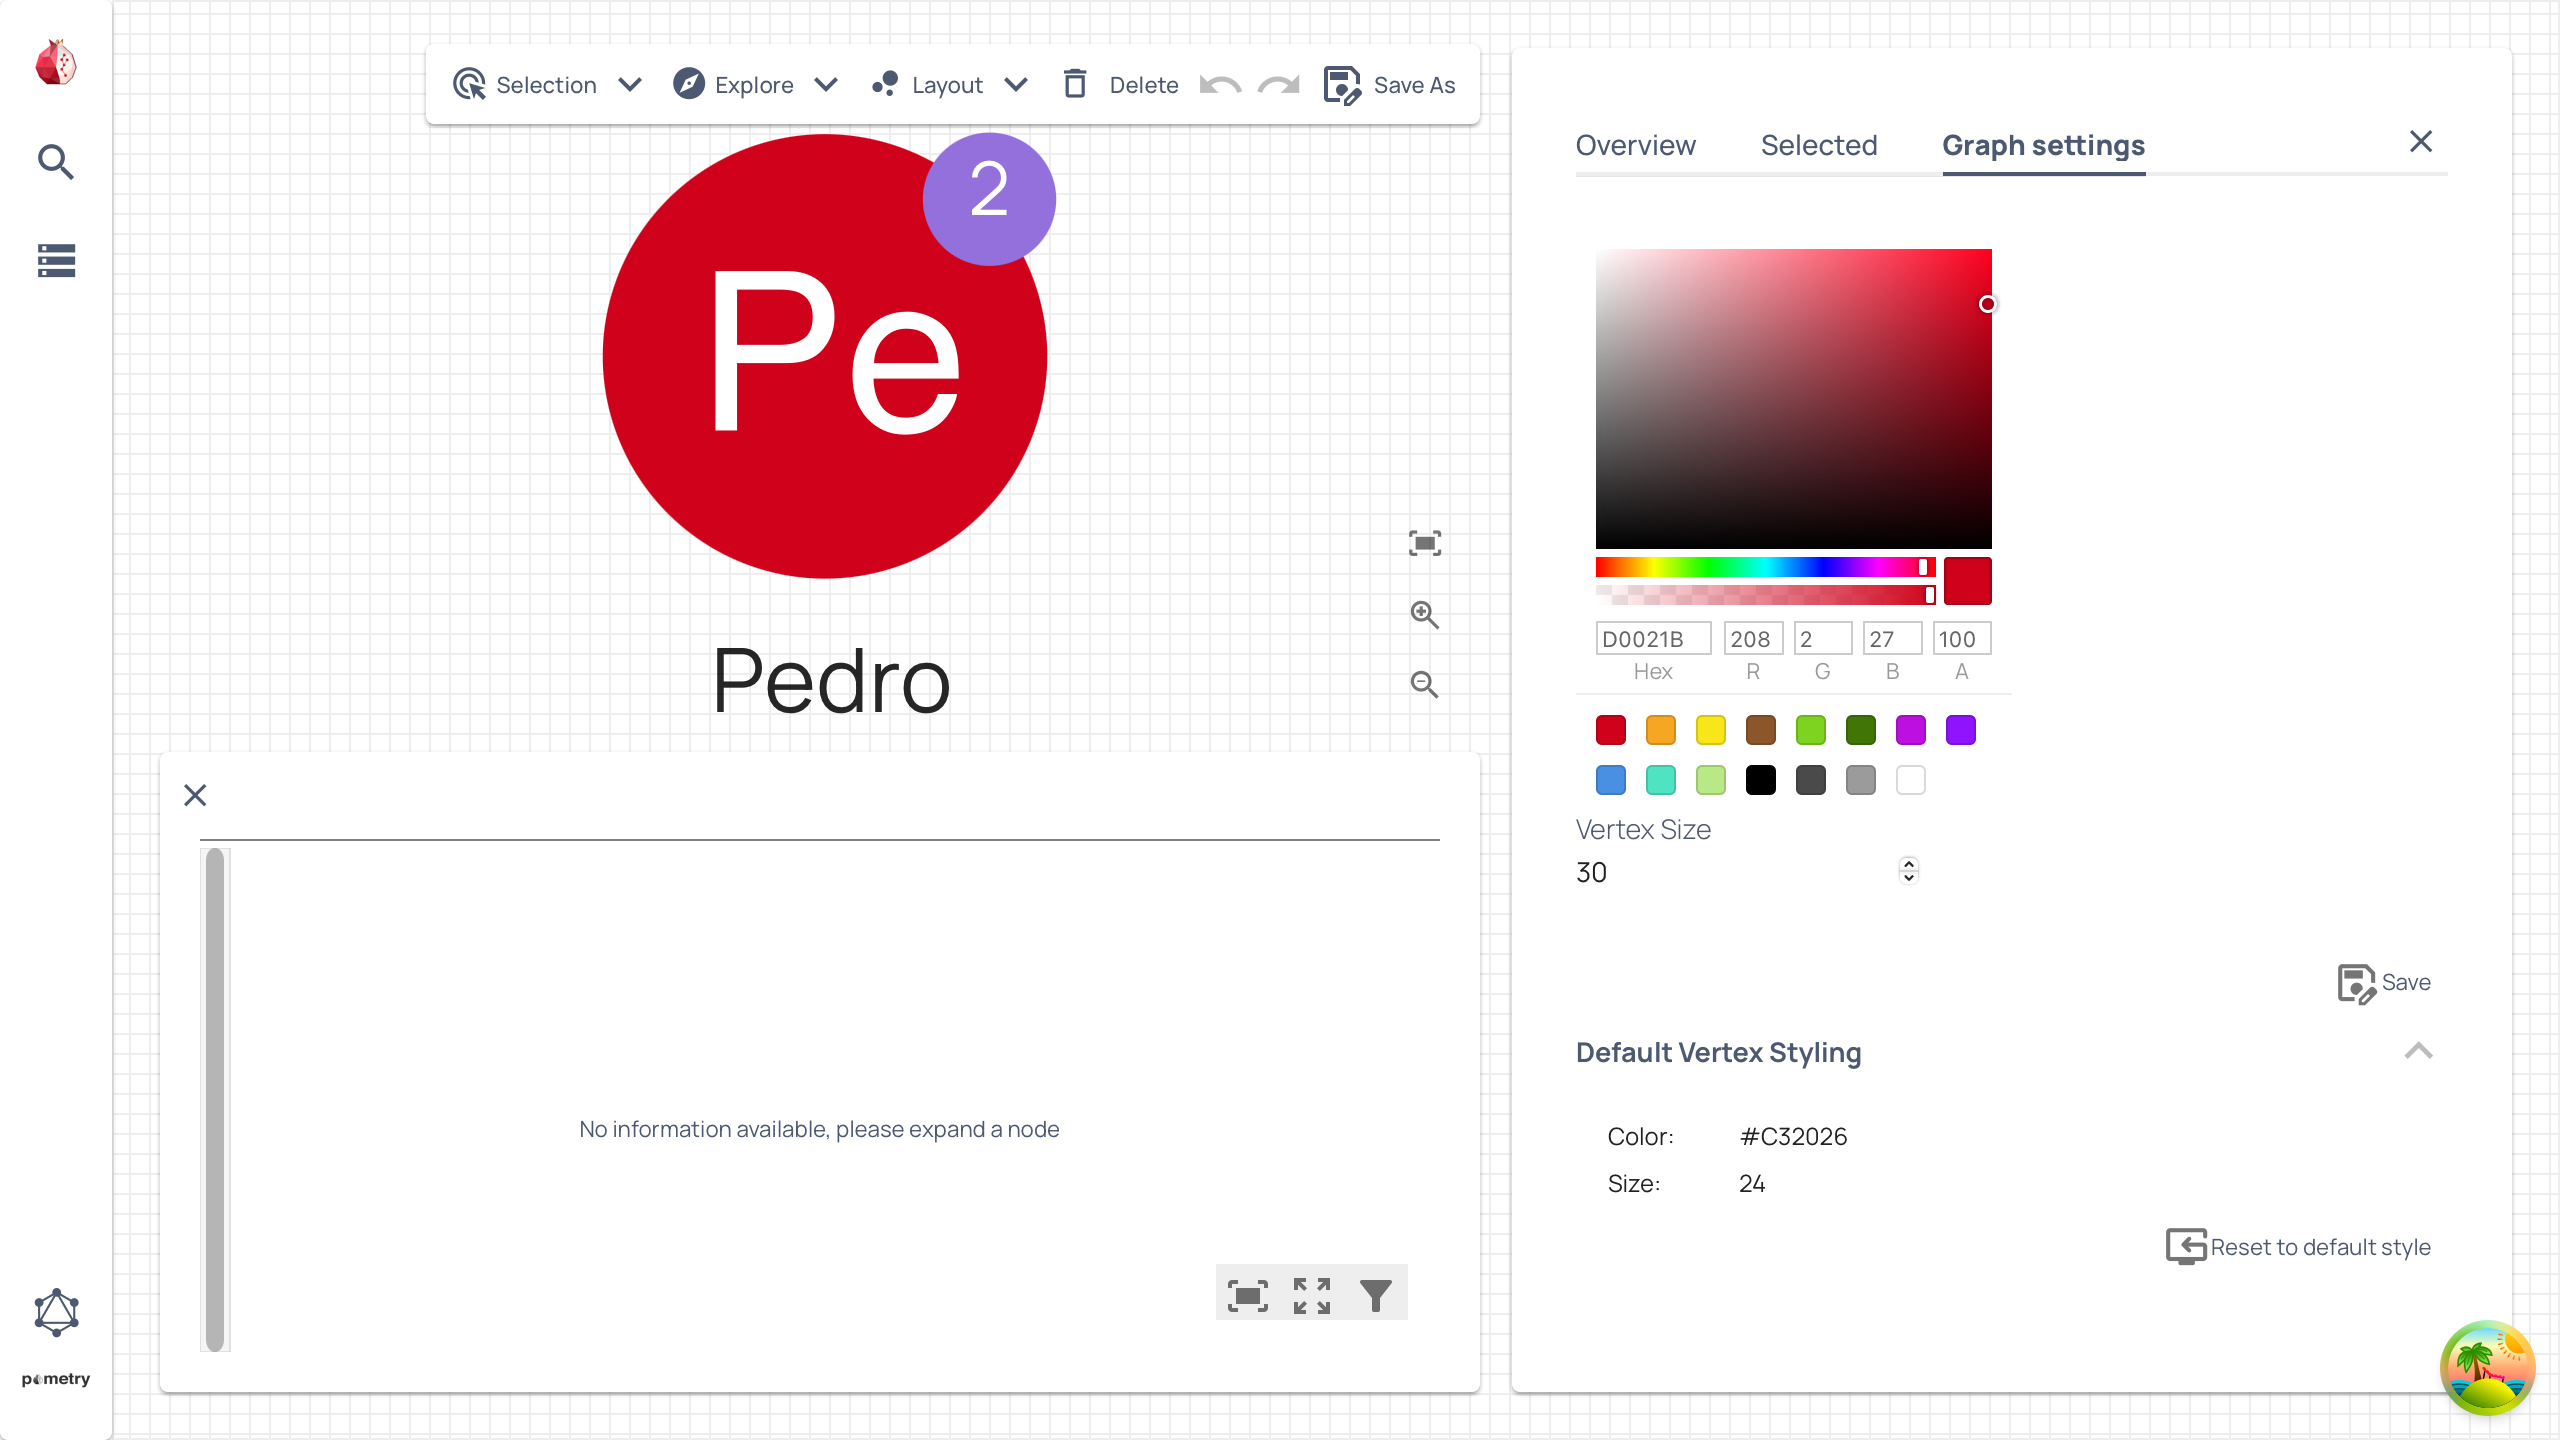 Selection
Explore
Layout
Delete
Save As
2
Pe
Pedro
No information available, please expand a node
pometry
Overview
Selected
Graph settings
D0021B
208
2
27
100
Hex
R
G
B
A
Vertex Size
30
Save
Default Vertex Styling
Color: #C32026
Size: 24
Reset to default style